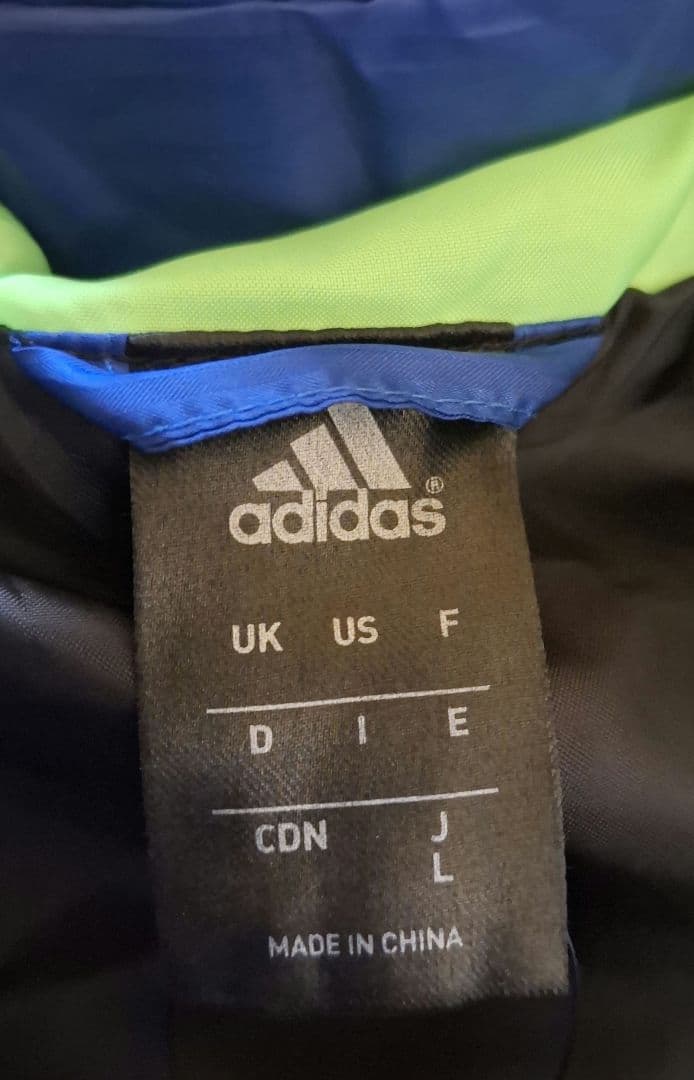 adidas®
UK US F
D I E
CDN J
L
MADE IN CHINA